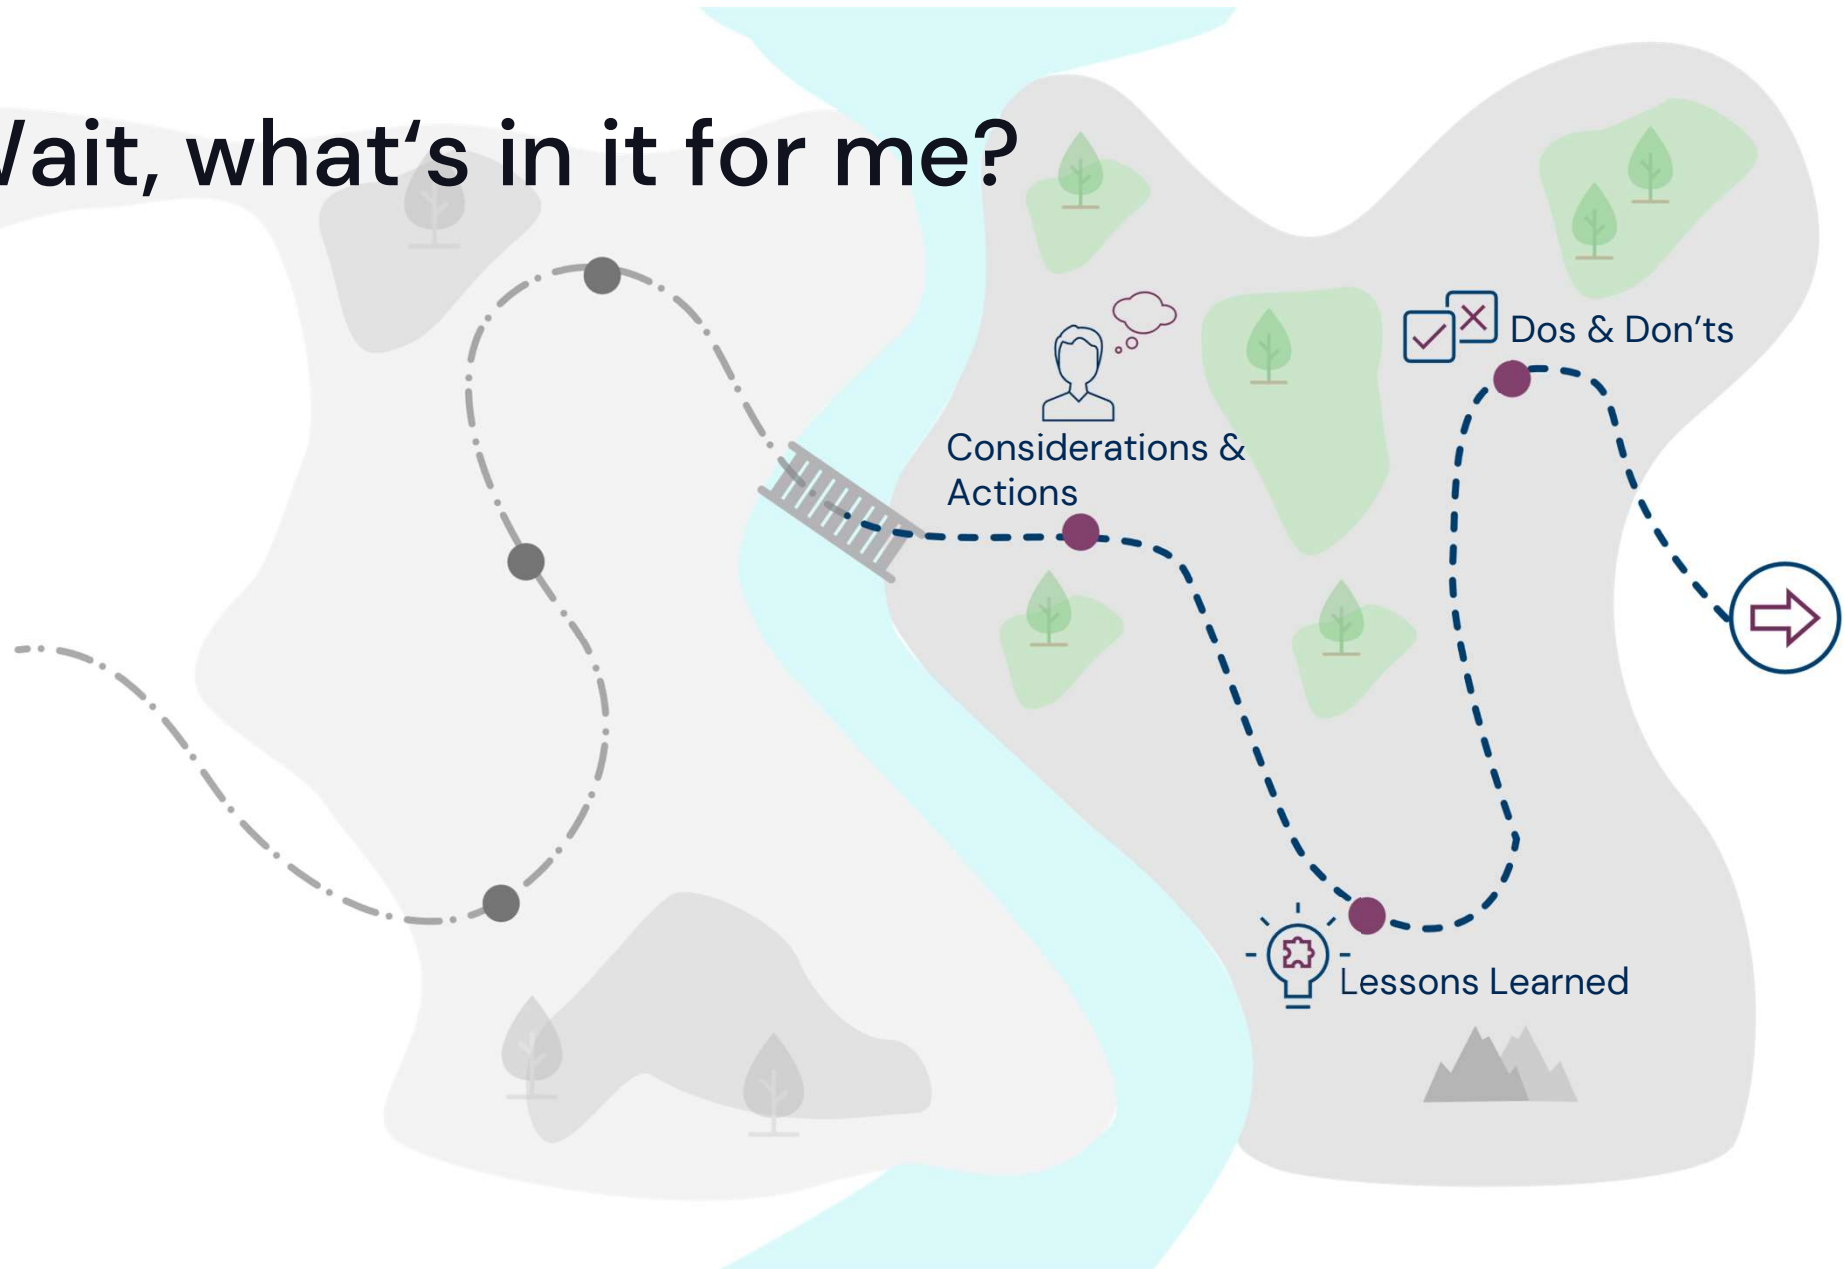 ait, what‘s in it for me?
Considerations &
Actions
Dos & Don’ts
Lessons Learned